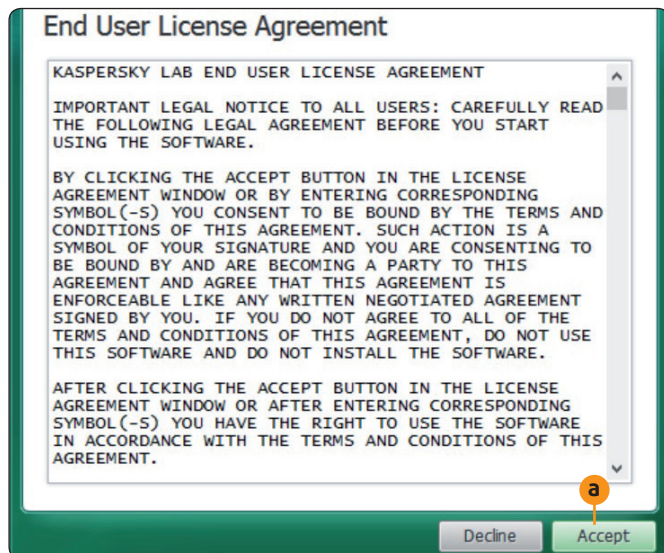 End User License Agreement
KASPERSKY LAB END USER LICENSE AGREEMENT
IMPORTANT LEGAL NOTICE TO ALL USERS: CAREFULLY READ
THE FOLLOWING LEGAL AGREEMENT BEFORE YOU START
USING THE SOFTWARE.
BY CLICKING THE ACCEPT BUTTON IN THE LICENSE
AGREEMENT WINDOW OR BY ENTERING CORRESPONDING
SYMBOL(-S) YOU CONSENT TO BE BOUND BY THE TERMS AND
CONDITIONS OF THIS AGREEMENT. SUCH ACTION IS A
SYMBOL OF YOUR SIGNATURE AND YOU ARE CONSENTING TO
BE BOUND BY AND ARE BECOMING A PARTY TO THIS
AGREEMENT AND AGREE THAT THIS AGREEMENT IS
ENFORCEABLE LIKE ANY WRITTEN NEGOTIATED AGREEMENT
SIGNED BY YOU. IF YOU DO NOT AGREE TO ALL OF THE
TERMS AND CONDITIONS OF THIS AGREEMENT, DO NOT USE
THIS SOFTWARE AND DO NOT INSTALL THE SOFTWARE.
AFTER CLICKING THE ACCEPT BUTTON IN THE LICENSE
AGREEMENT WINDOW OR AFTER ENTERING CORRESPONDING
SYMBOL(-S) YOU HAVE THE RIGHT TO USE THE SOFTWARE
IN ACCORDANCE WITH THE TERMS AND CONDITIONS OF THIS
AGREEMENT.
a
Decline Accept